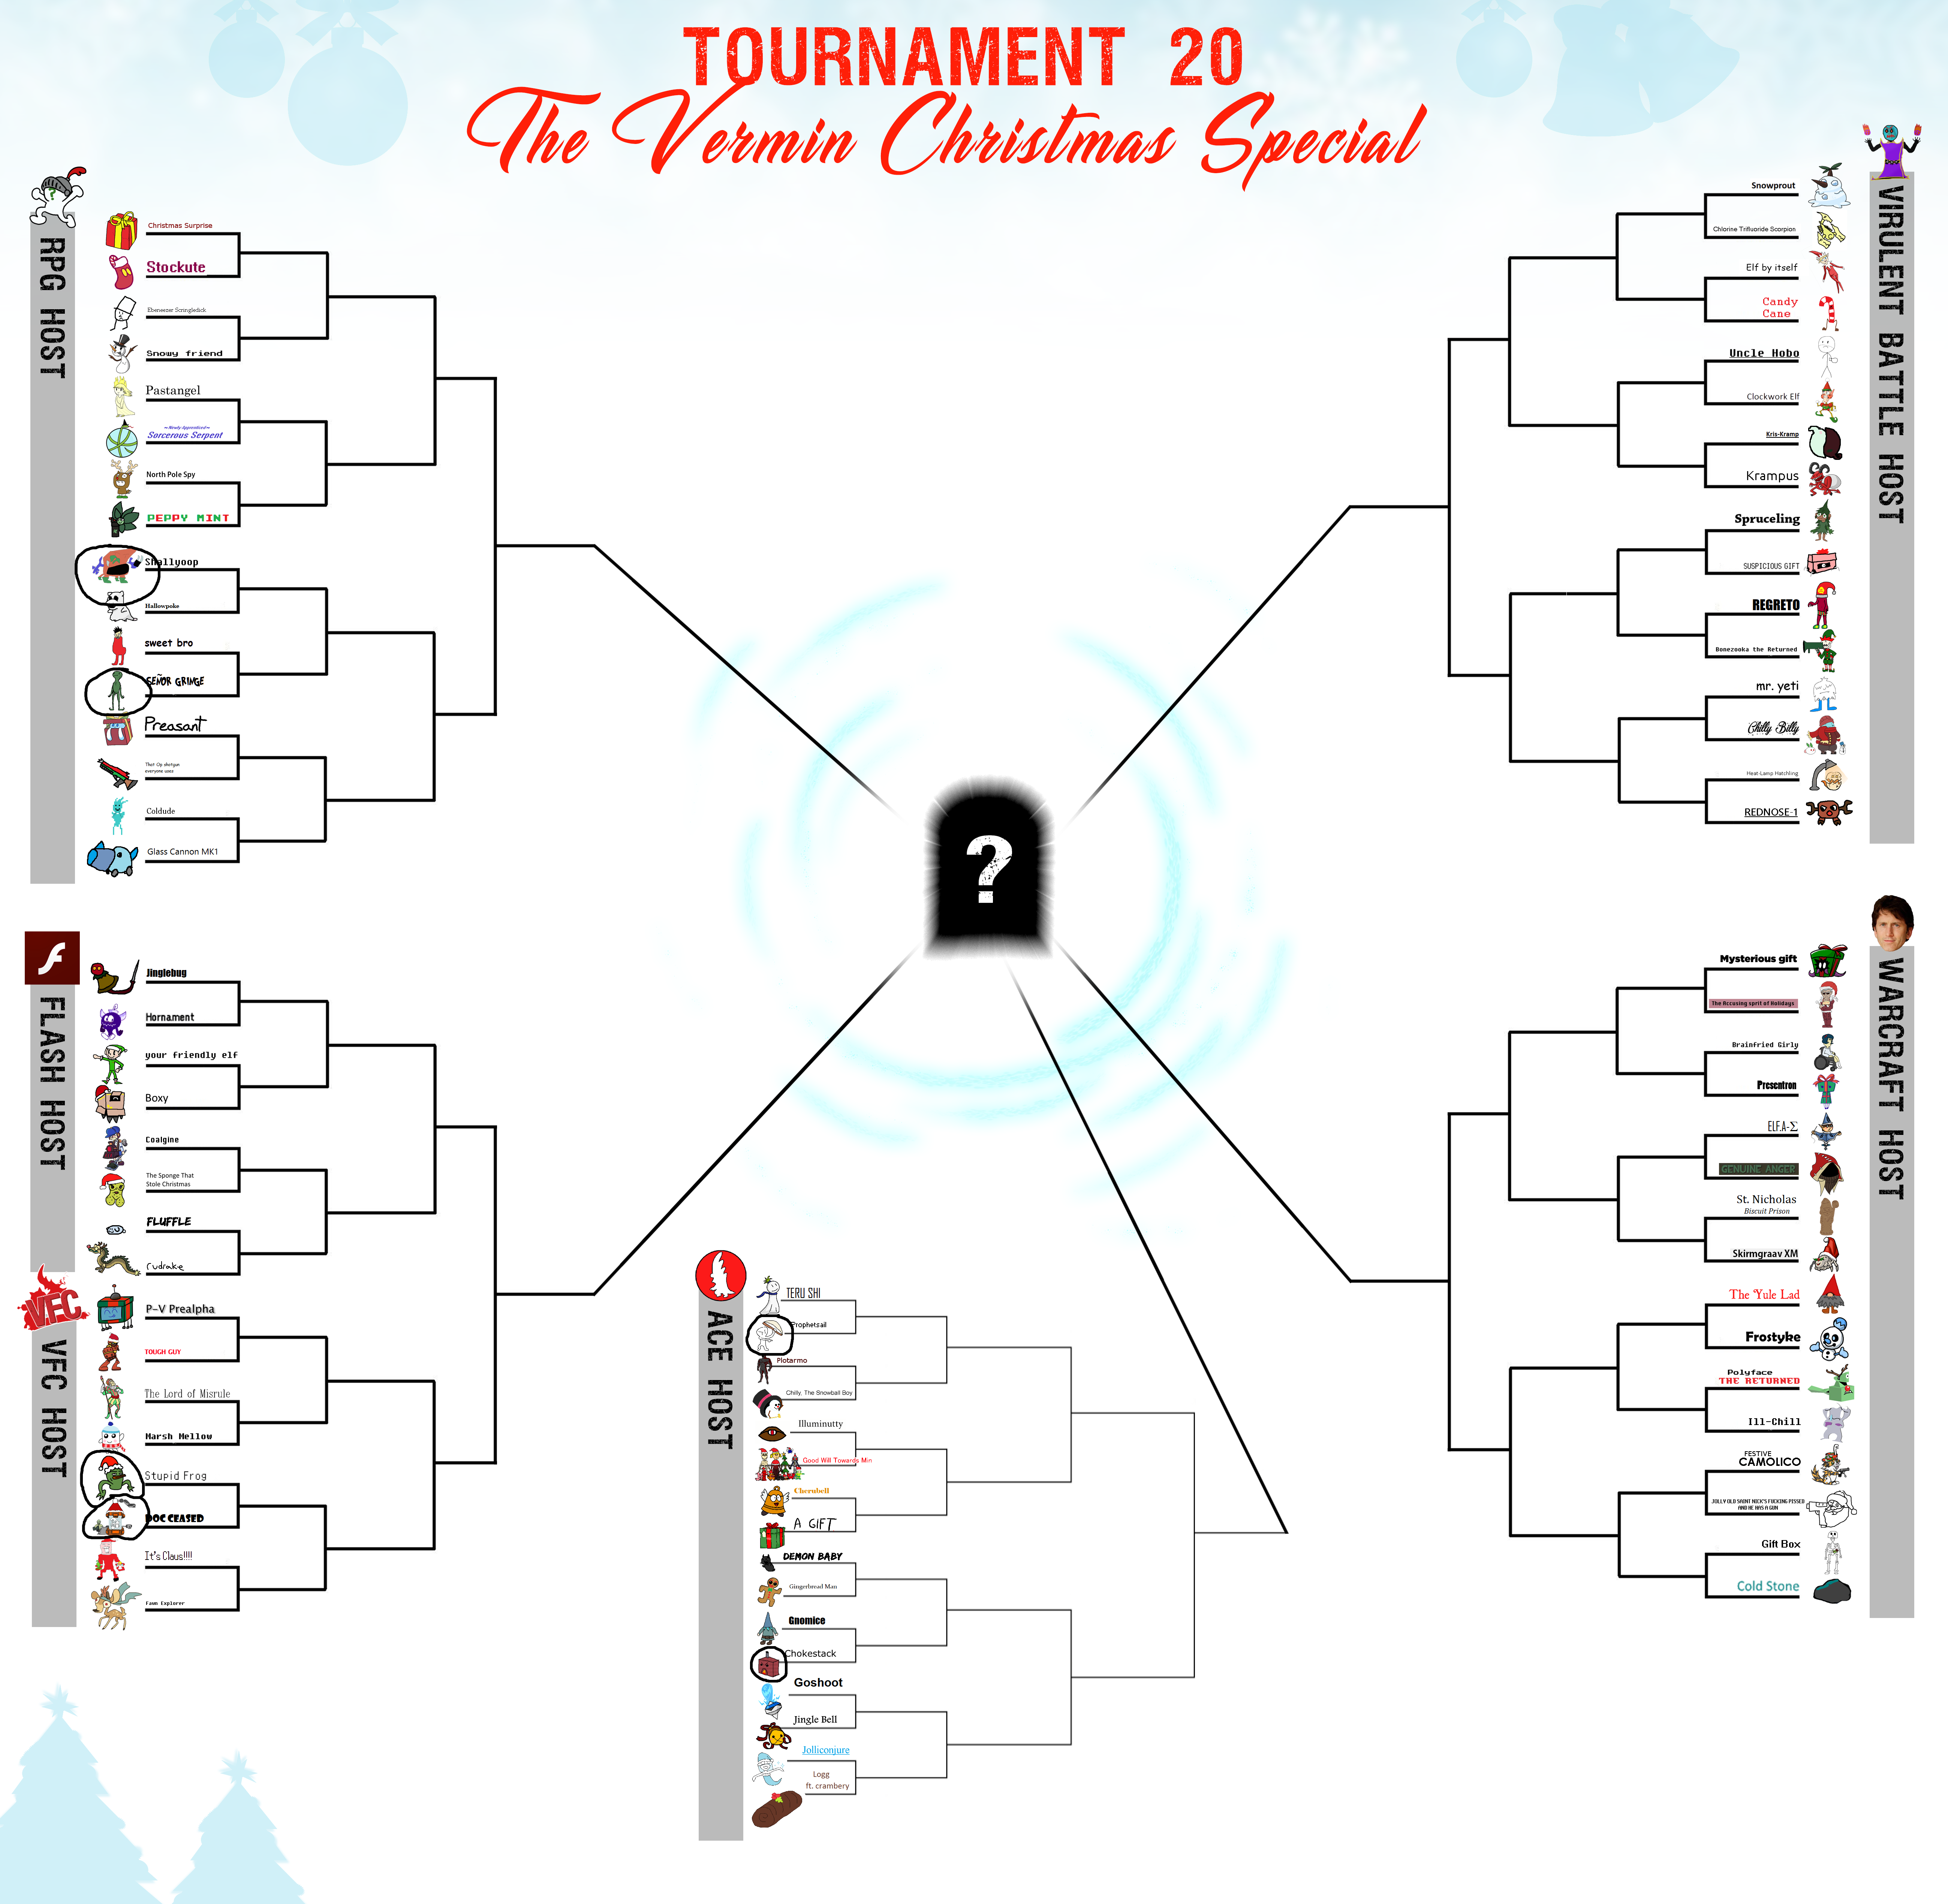 TOURNAMENT 20
The Vermin Christmas Special
RPG HOST
Christmas Surprise
Stockute
Ebeneezer Scringledick
Snowy friend
Pastangel
~Newly Apprenticed~
Sorcerous Serpent
North Pole Spy
PEPPY MINT
Shallyoop
Hallowpoke
sweet bro
SEÑOR GRINGE
Preasant
That Op shotgun
everyone uses
Coldude
Glass Cannon MK1
FLASH HOST
Jinglebug
Hornament
your friendly elf
Boxy
Coalgine
The Sponge That
Stole Christmas
FLUFFLE
Cudrake
VFC
VFC HOST
P-V Prealpha
TOUGH GUY
The Lord of Misrule
Marsh Mellow
Stupid Frog
DOC CEASED
It's Claus!!!!
Fawn Explorer
?
ACE HOST
TERU SHI
Prophetsail
Plotarmo
Chilly, The Snowball Boy
Illuminutty
Good Will Towards Min
Cherubell
A GIFT
DEMON BABY
Gingerbread Man
Gnomice
Chokestack
Goshoot
Jingle Bell
Jolliconjure
Logg
ft. crambery
VIRULENT BATTLE HOST
Snowprout
Chlorine Trifluoride Scorpion
Elf by itself
Candy
Cane
Uncle Hobo
Clockwork Elf
Kris-Kramp
Krampus
Spruceling
SUSPICIOUS GIFT
REGRETO
Bonezooka the Returned
mr. yeti
Chilly Billy
Heat-Lamp Hatchling
REDNOSE-1
WARCRAFT HOST
Mysterious gift
The Accusing sprit of Holidays
Brainfried Girly
Presentron
ELF.A-Σ
GENUINE ANGER
St. Nicholas
Biscuit Prison
Skirmgraav XM
The Yule Lad
Frostyke
Polyface
THE RETURNED
Ill-Chill
FESTIVE
CAMOLICO
JOLLY OLD SAINT NICK'S FUCKING PISSED
AND HE HAS A GUN
Gift Box
Cold Stone